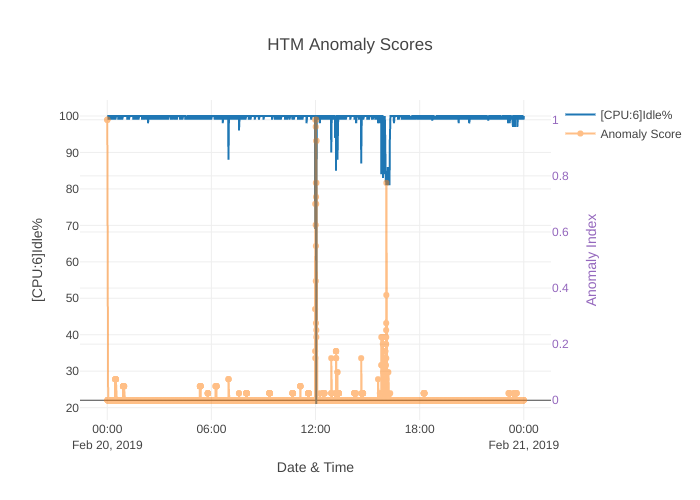 HTM Anomaly Scores
[CPU:6]Idle%
Anomaly Score
100
90
80
70
60
50
40
30
20
[CPU:6]Idle%
1
0.8
0.6
0.4
0.2
0
Anomaly Index
00:00
Feb 20, 2019
06:00
12:00
18:00
00:00
Feb 21, 2019
Date & Time